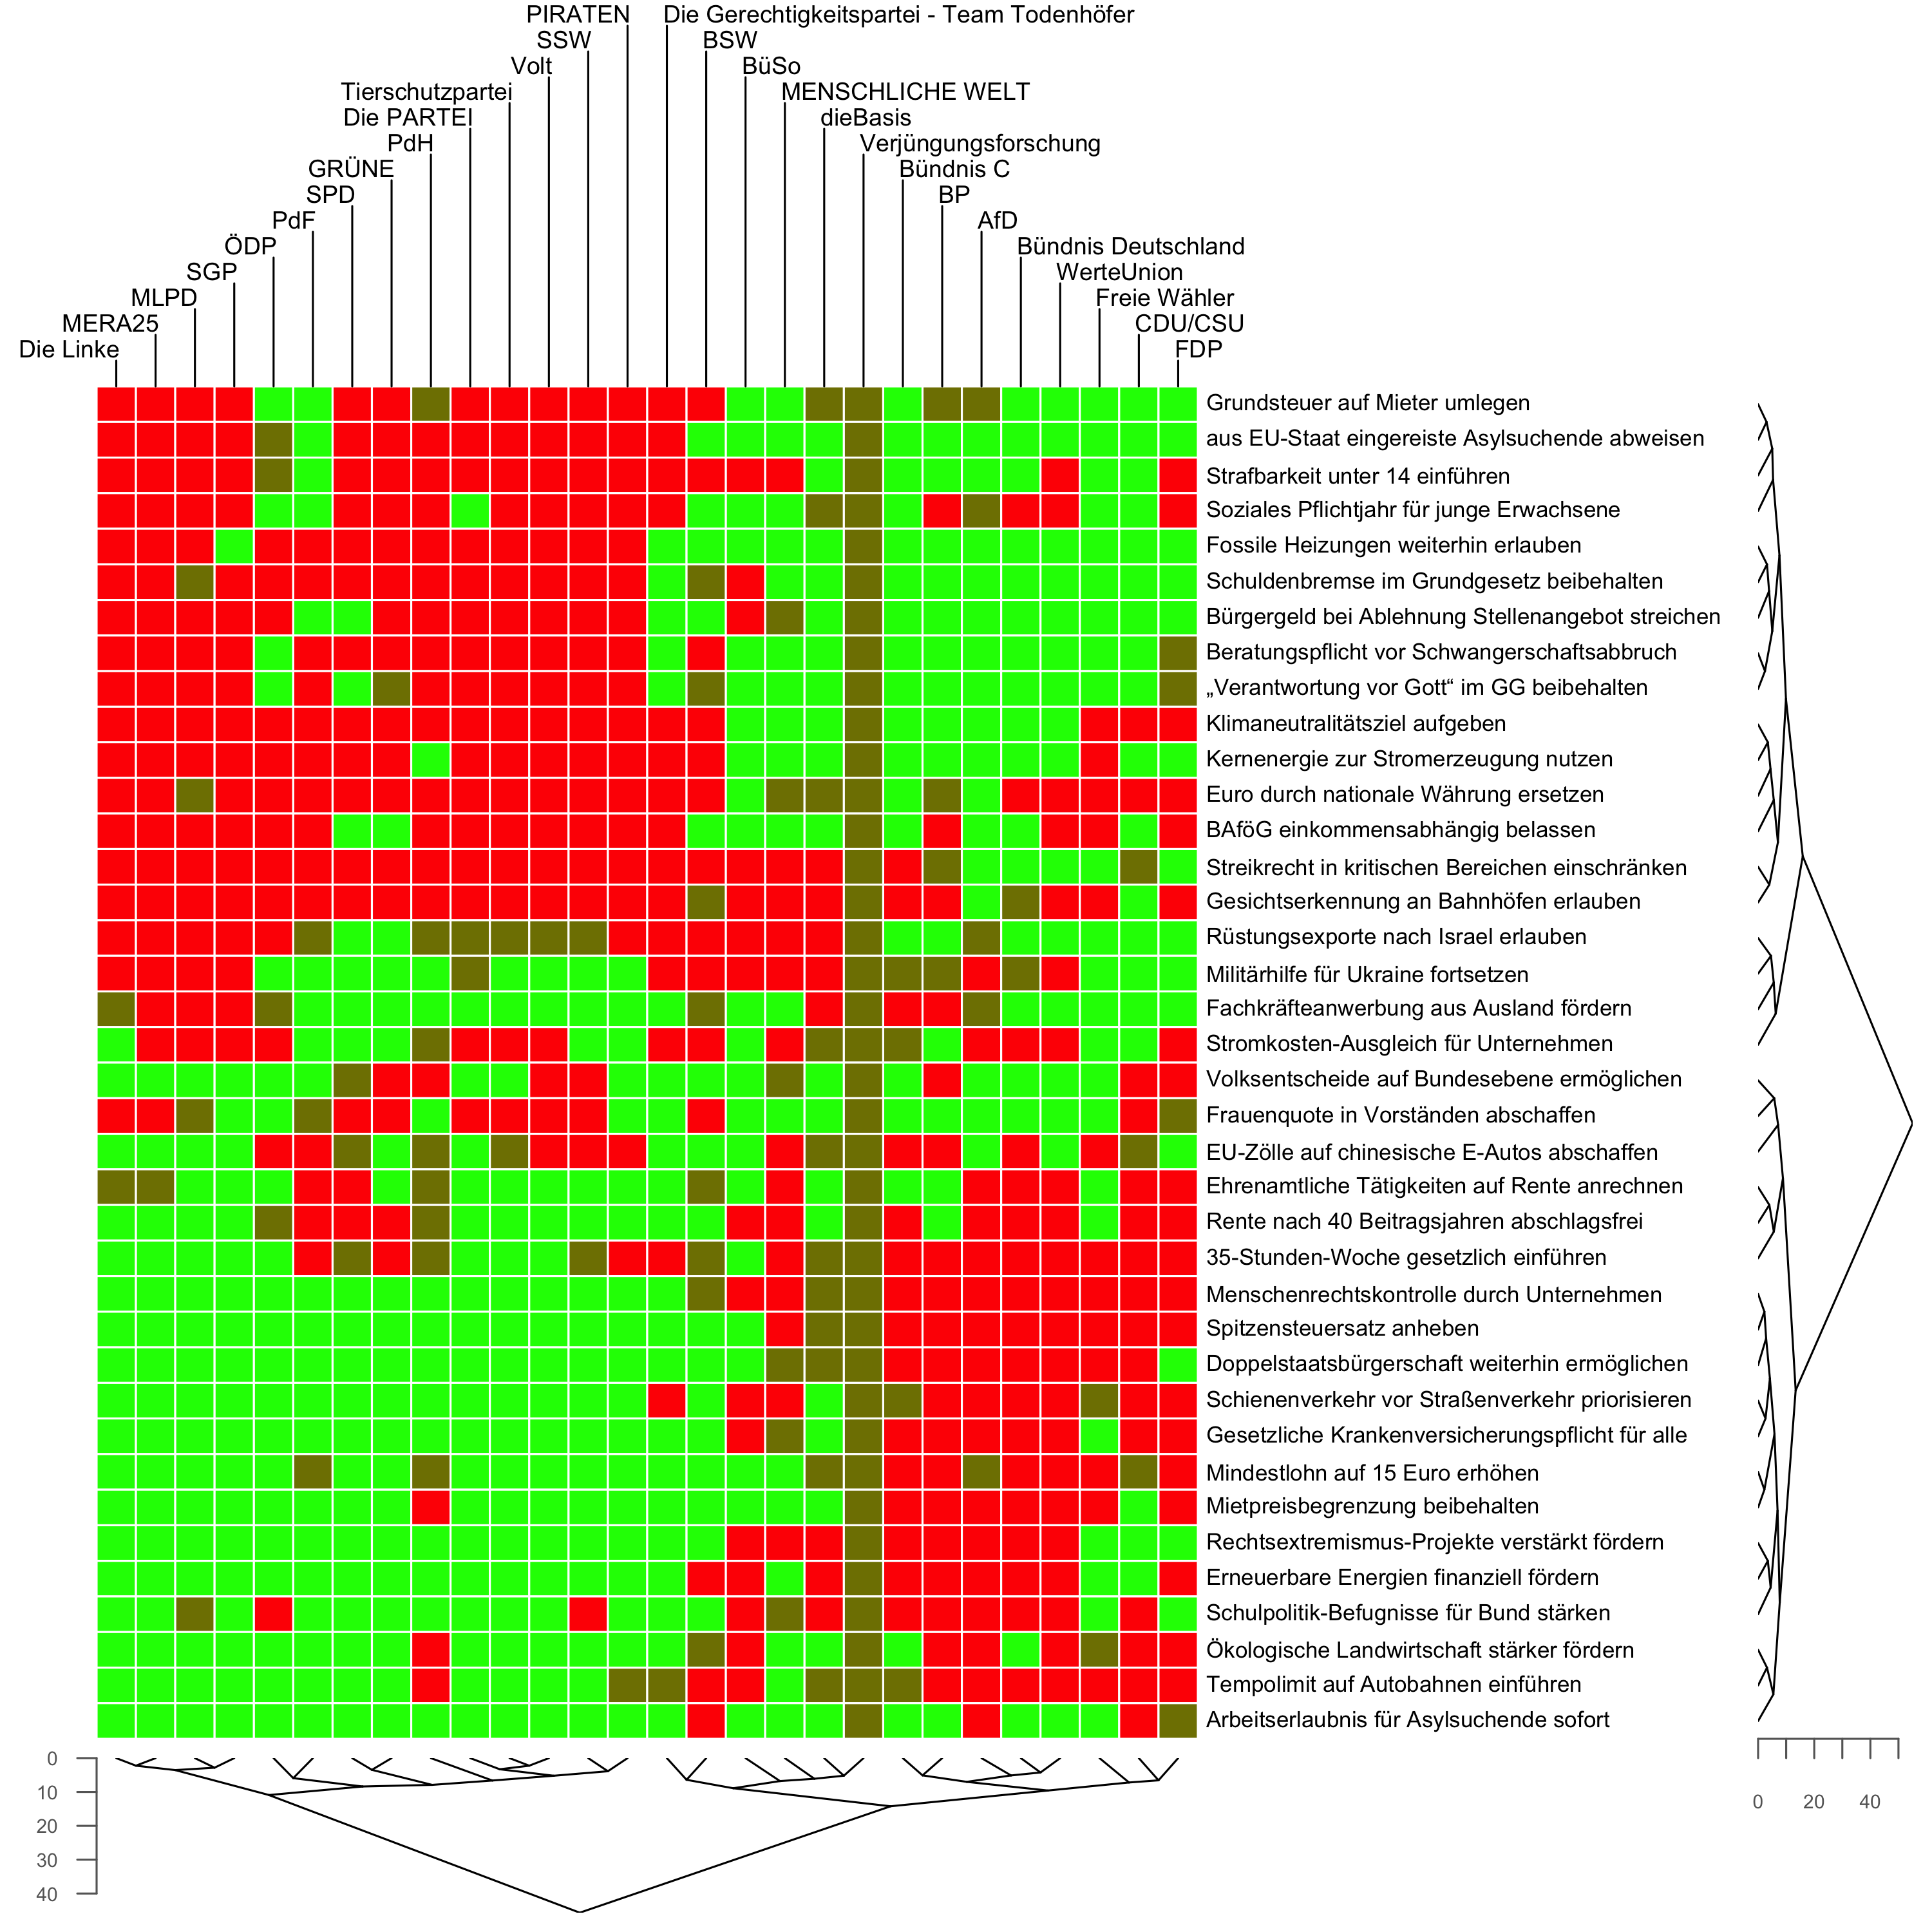 PIRATEN Die Gerechtigkeitspartei - Team Todenhöfer
SSW BSW
Volt BüSo
Tierschutzpartei MENSCHLICHE WELT
Die PARTEI dieBasis
PdH Verjüngungsforschung
GRÜNE Bündnis C
SPD BP
PdF AfD
ÖDP Bündnis Deutschland
SGP WerteUnion
MLPD Freie Wähler
MERA25 CDU/CSU
Die Linke FDP
Grundsteuer auf Mieter umlegen
aus EU-Staat eingereiste Asylsuchende abweisen
Strafbarkeit unter 14 einführen
Soziales Pflichtjahr für junge Erwachsene
Fossile Heizungen weiterhin erlauben
Schuldenbremse im Grundgesetz beibehalten
Bürgergeld bei Ablehnung Stellenangebot streichen
Beratungspflicht vor Schwangerschaftsabbruch
„Verantwortung vor Gott“ im GG beibehalten
Klimaneutralitätsziel aufgeben
Kernenergie zur Stromerzeugung nutzen
Euro durch nationale Währung ersetzen
BAföG einkommensabhängig belassen
Streikrecht in kritischen Bereichen einschränken
Gesichtserkennung an Bahnhöfen erlauben
Rüstungsexporte nach Israel erlauben
Militärhilfe für Ukraine fortsetzen
Fachkräfteanwerbung aus Ausland fördern
Stromkosten-Ausgleich für Unternehmen
Volksentscheide auf Bundesebene ermöglichen
Frauenquote in Vorständen abschaffen
EU-Zölle auf chinesische E-Autos abschaffen
Ehrenamtliche Tätigkeiten auf Rente anrechnen
Rente nach 40 Beitragsjahren abschlagsfrei
35-Stunden-Woche gesetzlich einführen
Menschenrechtskontrolle durch Unternehmen
Spitzensteuersatz anheben
Doppelstaatsbürgerschaft weiterhin ermöglichen
Schienenverkehr vor Straßenverkehr priorisieren
Gesetzliche Krankenversicherungspflicht für alle
Mindestlohn auf 15 Euro erhöhen
Mietpreisbegrenzung beibehalten
Rechtsextremismus-Projekte verstärkt fördern
Erneuerbare Energien finanziell fördern
Schulpolitik-Befugnisse für Bund stärken
Ökologische Landwirtschaft stärker fördern
Tempolimit auf Autobahnen einführen
Arbeitserlaubnis für Asylsuchende sofort
0
10
20
30
40
0 20 40